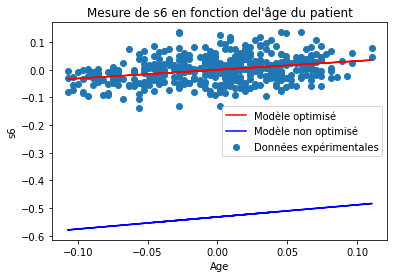 Mesure de s6 en fonction del'âge du patient
0.1
0.0
−0.1
−0.2
−0.3
−0.4
−0.5
−0.6
s6
Modèle optimisé
Modèle non optimisé
Données expérimentales
−0.10
−0.05
0.00
0.05
0.10
Age